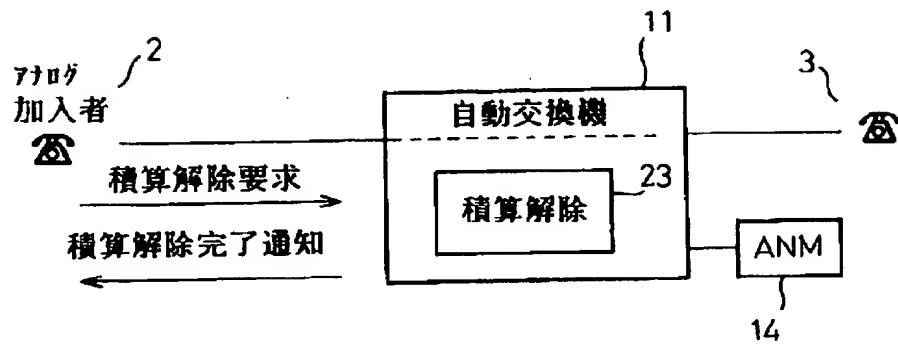 11
2
3
アナログ
加入者
自動交換機
積算解除要求
23
積算解除
積算解除完了通知
ANM
14